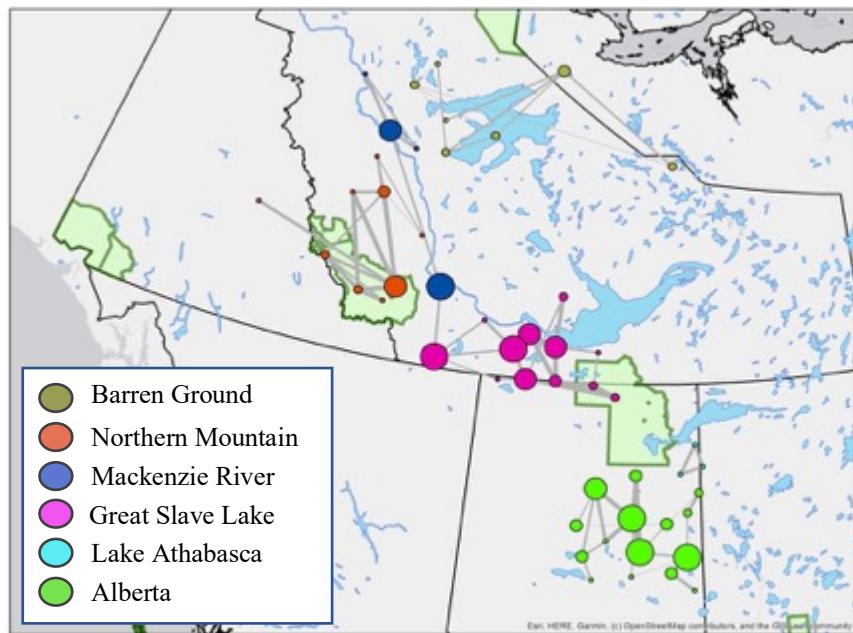 Barren Ground
Northern Mountain
Mackenzie River
Great Slave Lake
Lake Athabasca
Alberta
Esri, HERE, Garmin, (c) OpenStreetMap contributors, and the GIS user community